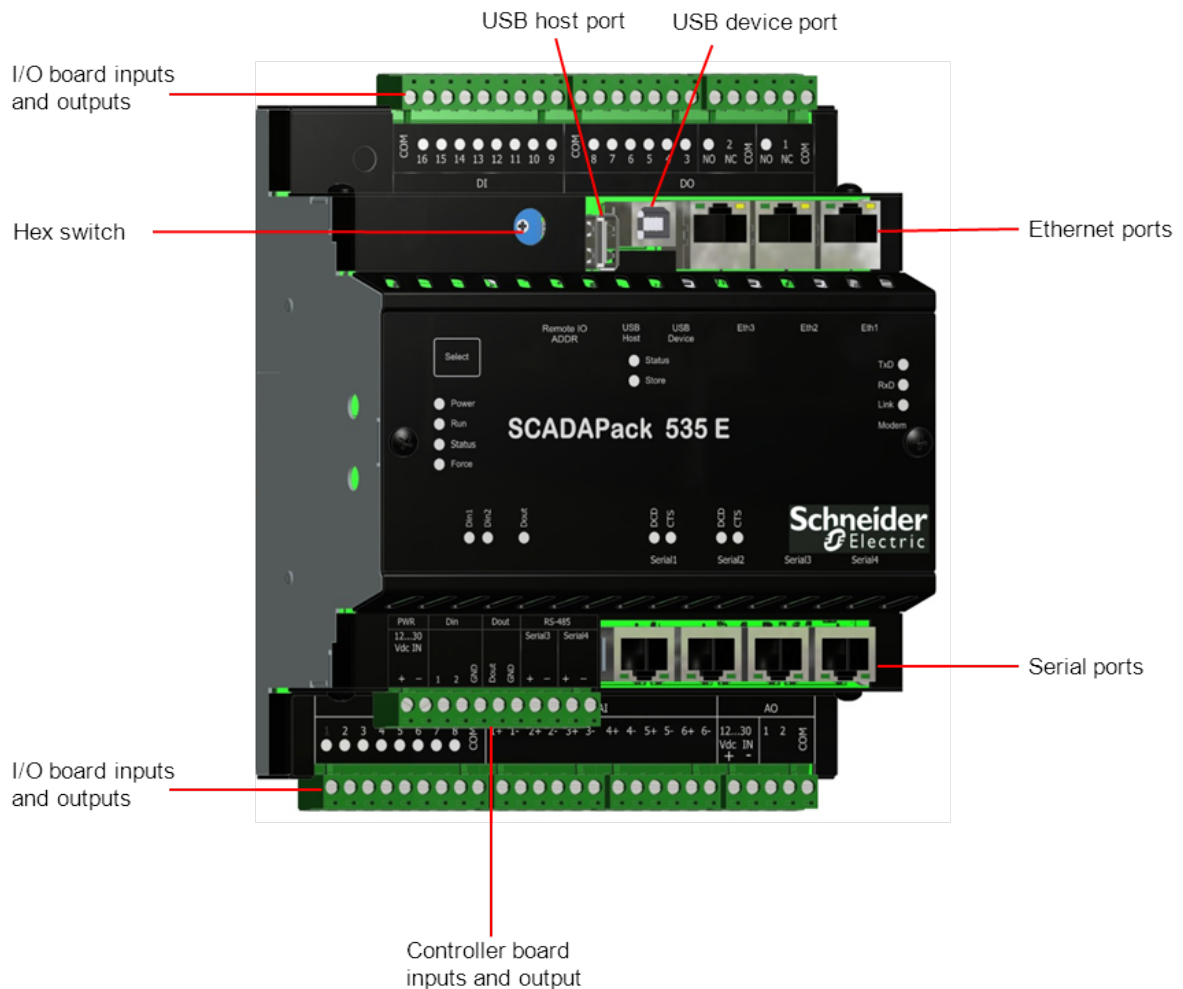 USB host port
USB device port
I/O board inputs
and outputs
COM 16 15 14 13 12 11 10 9 COM 8 7 6 5 4 3 NO 2 NC COM NO 1 NC COM
DI DO
Hex switch
Ethernet ports
Remote IO ADDR
USB Host
USB Device
Eth3
Eth2
Eth1
Select
Status
Store
TxD
RxD
Link
Modem
Power
Run
Status
Force
SCADAPack 535 E
Din1
Din2
Dout
DCD
CTS
DCD
CTS
Serial1
Serial2
Serial3
Serial4
Schneider
Electric
PWR Din Dout RS-485
12...30
Vdc IN
Serial3 Serial4
+ - 1 2 GND Dout GND + - + -
Serial ports
AI AO
1 2 3 4 5 6 7 8 COM 1+ 1- 2+ 2- 3+ 3- 4+ 4- 5+ 5- 6+ 6- 12...30 1 2 COM
Vdc IN
+ -
I/O board inputs
and outputs
Controller board
inputs and output